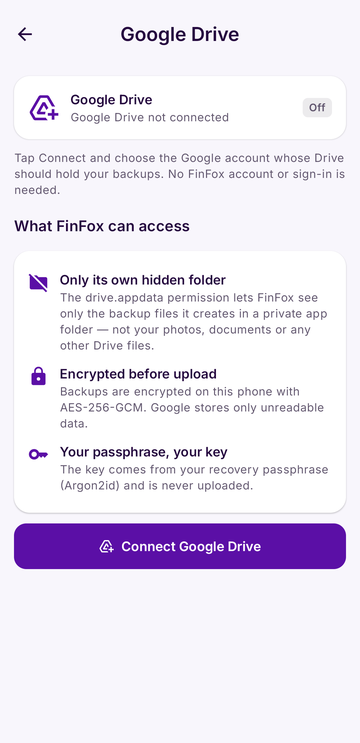 Google Drive
Google Drive
Google Drive not connected
Off
Tap Connect and choose the Google account whose Drive
should hold your backups. No FinFox account or sign-in is
needed.
What FinFox can access
Only its own hidden folder
The drive.appdata permission lets FinFox see
only the backup files it creates in a private app
folder — not your photos, documents or any
other Drive files.
Encrypted before upload
Backups are encrypted on this phone with
AES-256-GCM. Google stores only unreadable
data.
Your passphrase, your key
The key comes from your recovery passphrase
(Argon2id) and is never uploaded.
Connect Google Drive